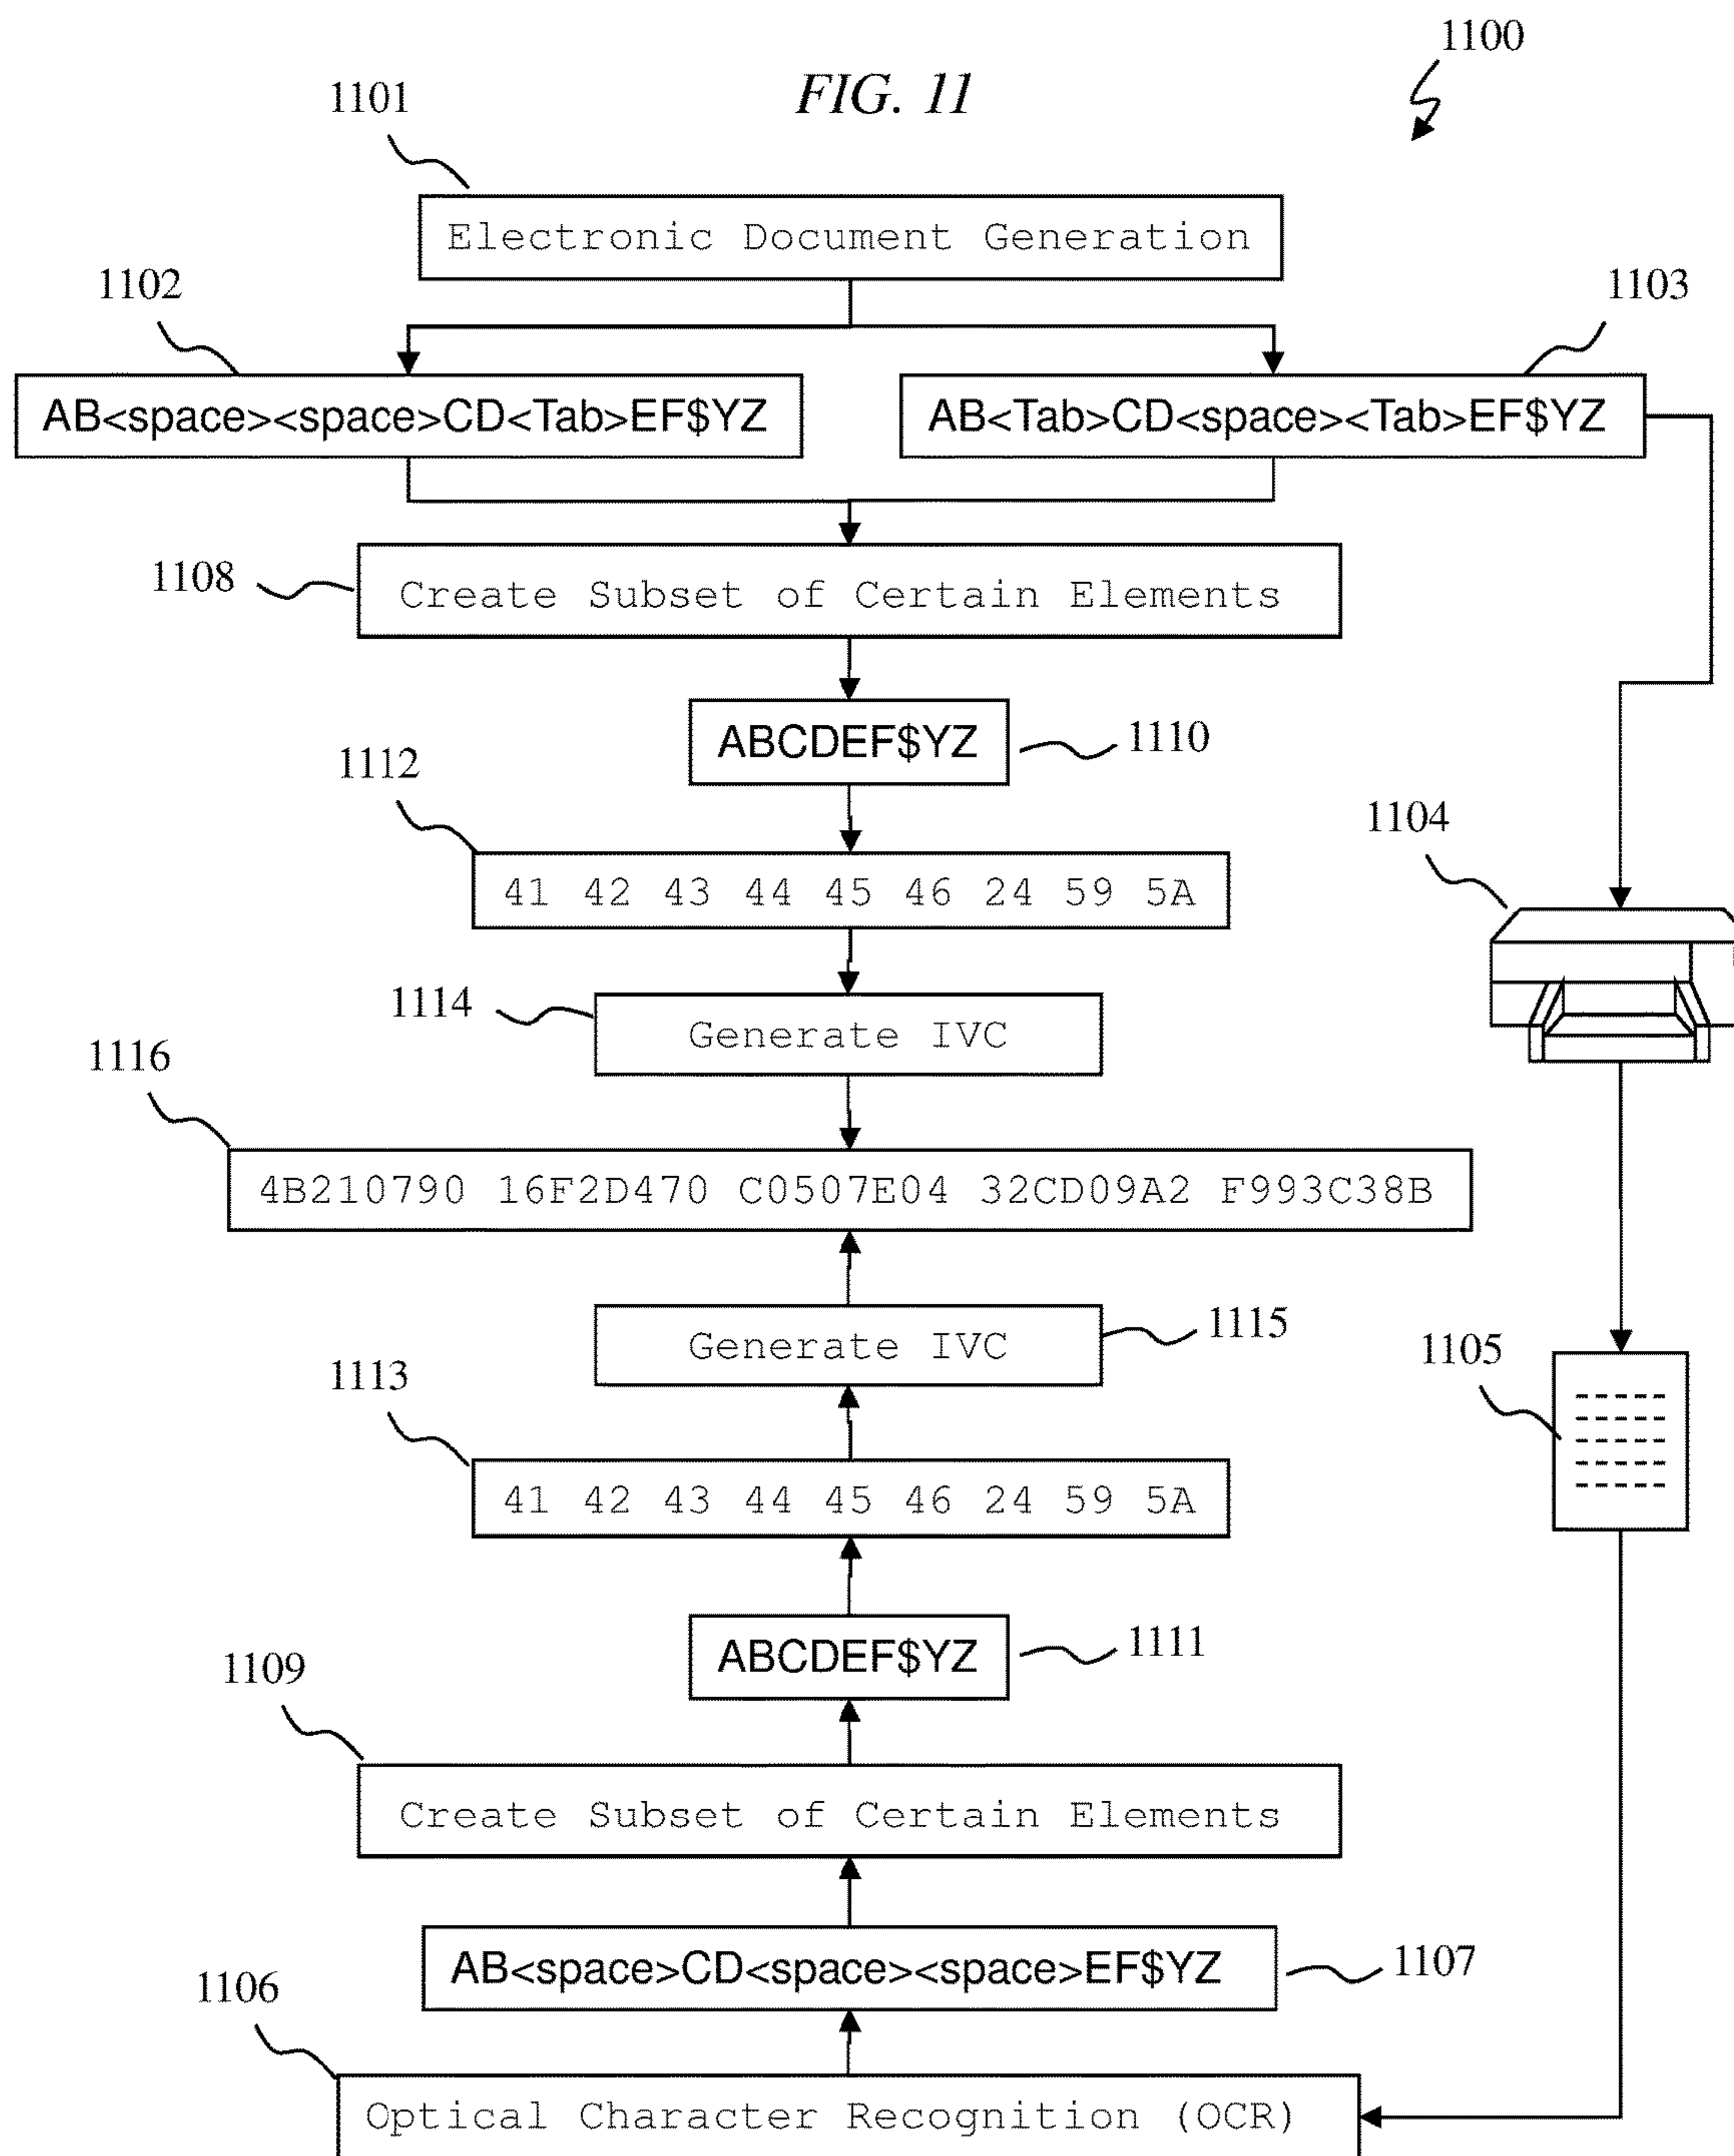 1100
FIG. 11
1101
Electronic Document Generation
1102
1103
AB<space><space>CD<Tab>EF$YZ
AB<Tab>CD<space><Tab>EF$YZ
1108
Create Subset of Certain Elements
ABCDEF$YZ
1110
1112
41 42 43 44 45 46 24 59 5A
1104
1114
Generate IVC
1116
4B210790 16F2D470 C0507E04 32CD09A2 F993C38B
Generate IVC
1115
1105
1113
41 42 43 44 45 46 24 59 5A
ABCDEF$YZ
1111
1109
Create Subset of Certain Elements
AB<space>CD<space><space>EF$YZ
1107
1106
Optical Character Recognition (OCR)